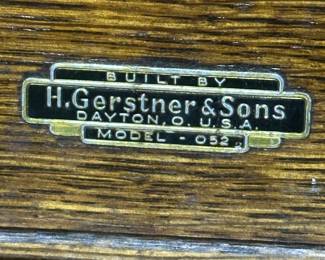 BUILT BY
H. Gerstner & Sons
DAYTON, O. U.S.A.
MODEL - 052